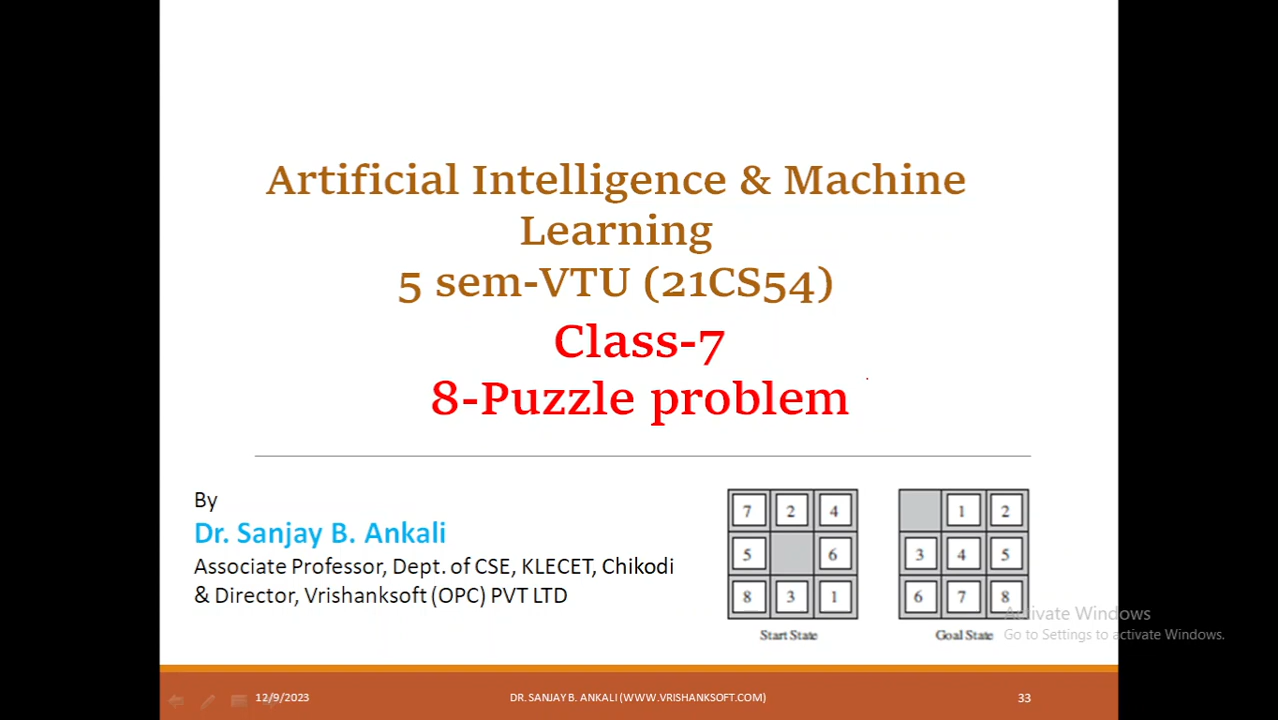 Artificial Intelligence & Machine
Learning
5 sem-VTU (21CS54)
Class-7
8-Puzzle problem
By
Dr. Sanjay B. Ankali
Associate Professor, Dept. of CSE, KLECET, Chikodi
& Director, Vrishanksoft (OPC) PVT LTD
7 2 4
5 6
8 3 1
Start State
1 2
3 4 5
6 7 8
Goal State
Activate Windows
Go to Settings to activate Windows.
12/9/2023
DR. SANJAY B. ANKALI (WWW.VRISHANKSOFT.COM)
33